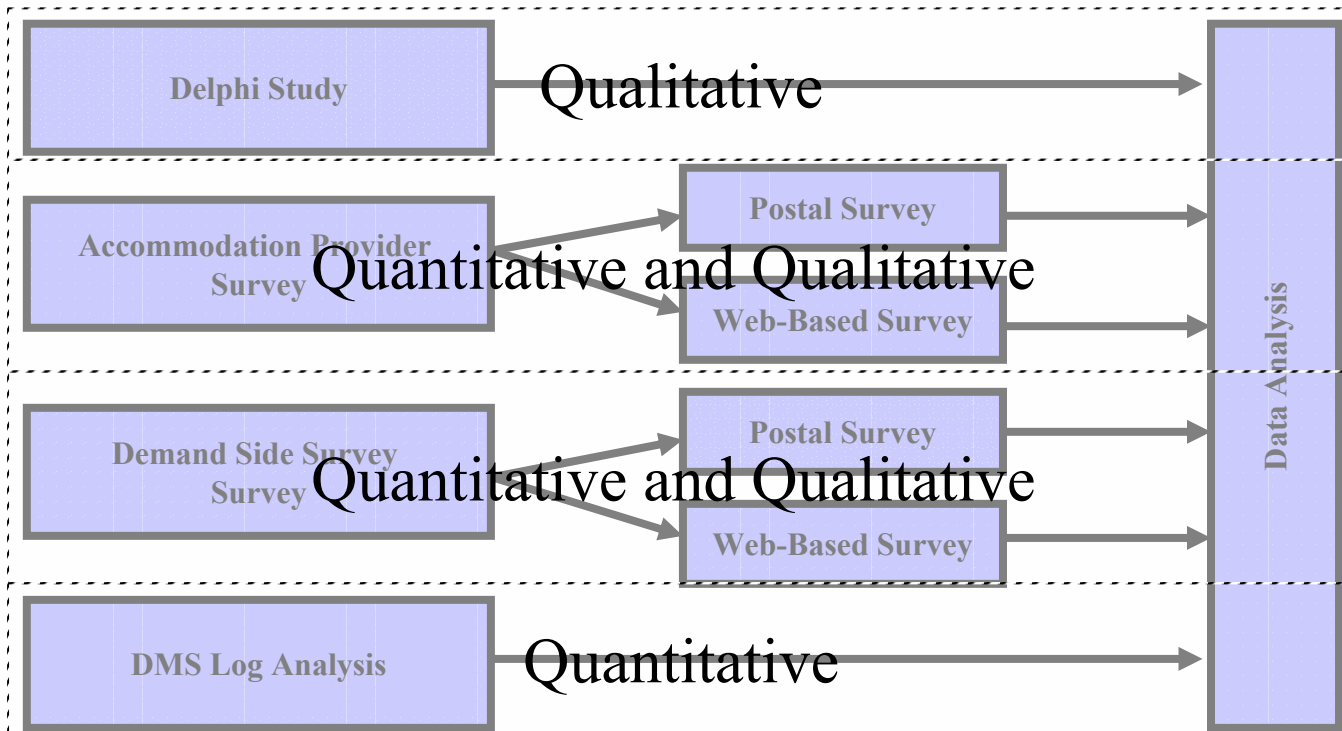 Delphi Study
Qualitative
Postal Survey
Accommodation Provider
Survey
Quantitative and Qualitative
Web-Based Survey
Data Analysis
Postal Survey
Demand Side Survey
Survey
Quantitative and Qualitative
Web-Based Survey
DMS Log Analysis
Quantitative